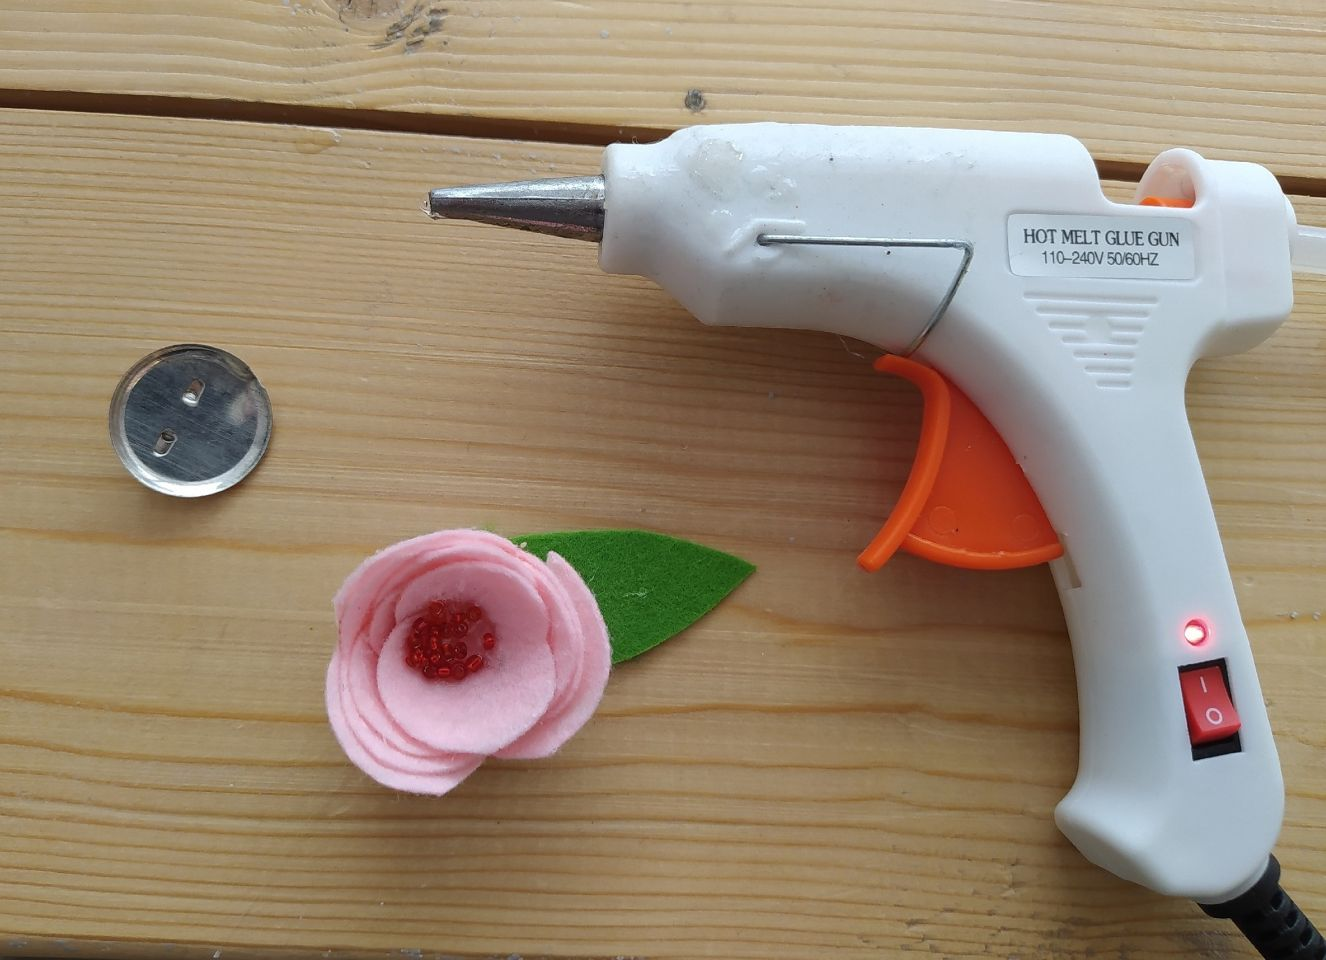 HOT MELT GLUE GUN
110–240V 50/60HZ
I
O